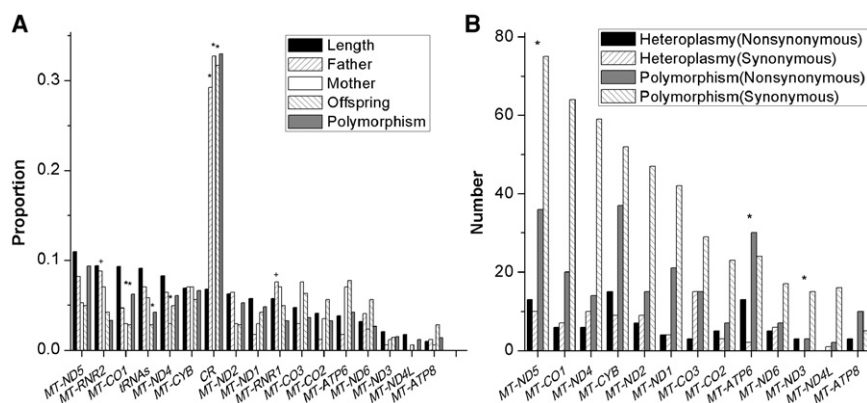 A
Length
Father
Mother
Offspring
Polymorphism
Proportion
0.3
0.2
0.1
0.0
* * *
+ ** * * +
MT-ND5 MT-RNR2 MT-CO1 tRNAs MT-ND4 MT-CYB CR MT-ND2 MT-ND1 MT-RNR1 MT-CO3 MT-CO2 MT-ATP6 MT-ND6 MT-ND3 MT-ND4L MT-ATP8
B
Heteroplasmy(Nonsynonymous)
Heteroplasmy(Synonymous)
Polymorphism(Nonsynonymous)
Polymorphism(Synonymous)
Number
80
60
40
20
0
* * *
MT-ND5 MT-CO1 MT-ND4 MT-CYB MT-ND2 MT-ND1 MT-CO3 MT-CO2 MT-ATP6 MT-ND6 MT-ND3 MT-ND4L MT-ATP8